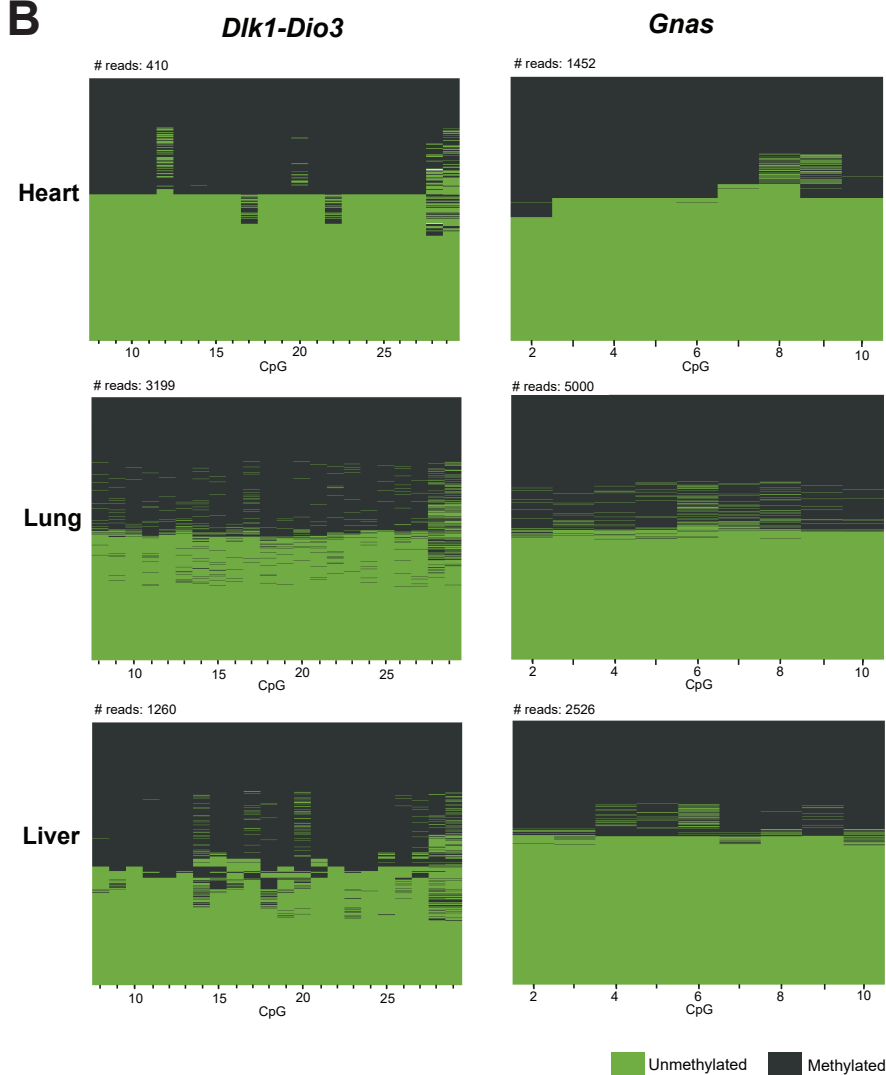 B
Dlk1-Dio3
Gnas
# reads: 410
# reads: 1452
Heart
10 15 20 25
CpG
2 4 6 8 10
CpG
# reads: 3199
# reads: 5000
Lung
10 15 20 25
CpG
2 4 6 8 10
CpG
# reads: 1260
# reads: 2526
Liver
10 15 20 25
CpG
2 4 6 8 10
CpG
Unmethylated
Methylated